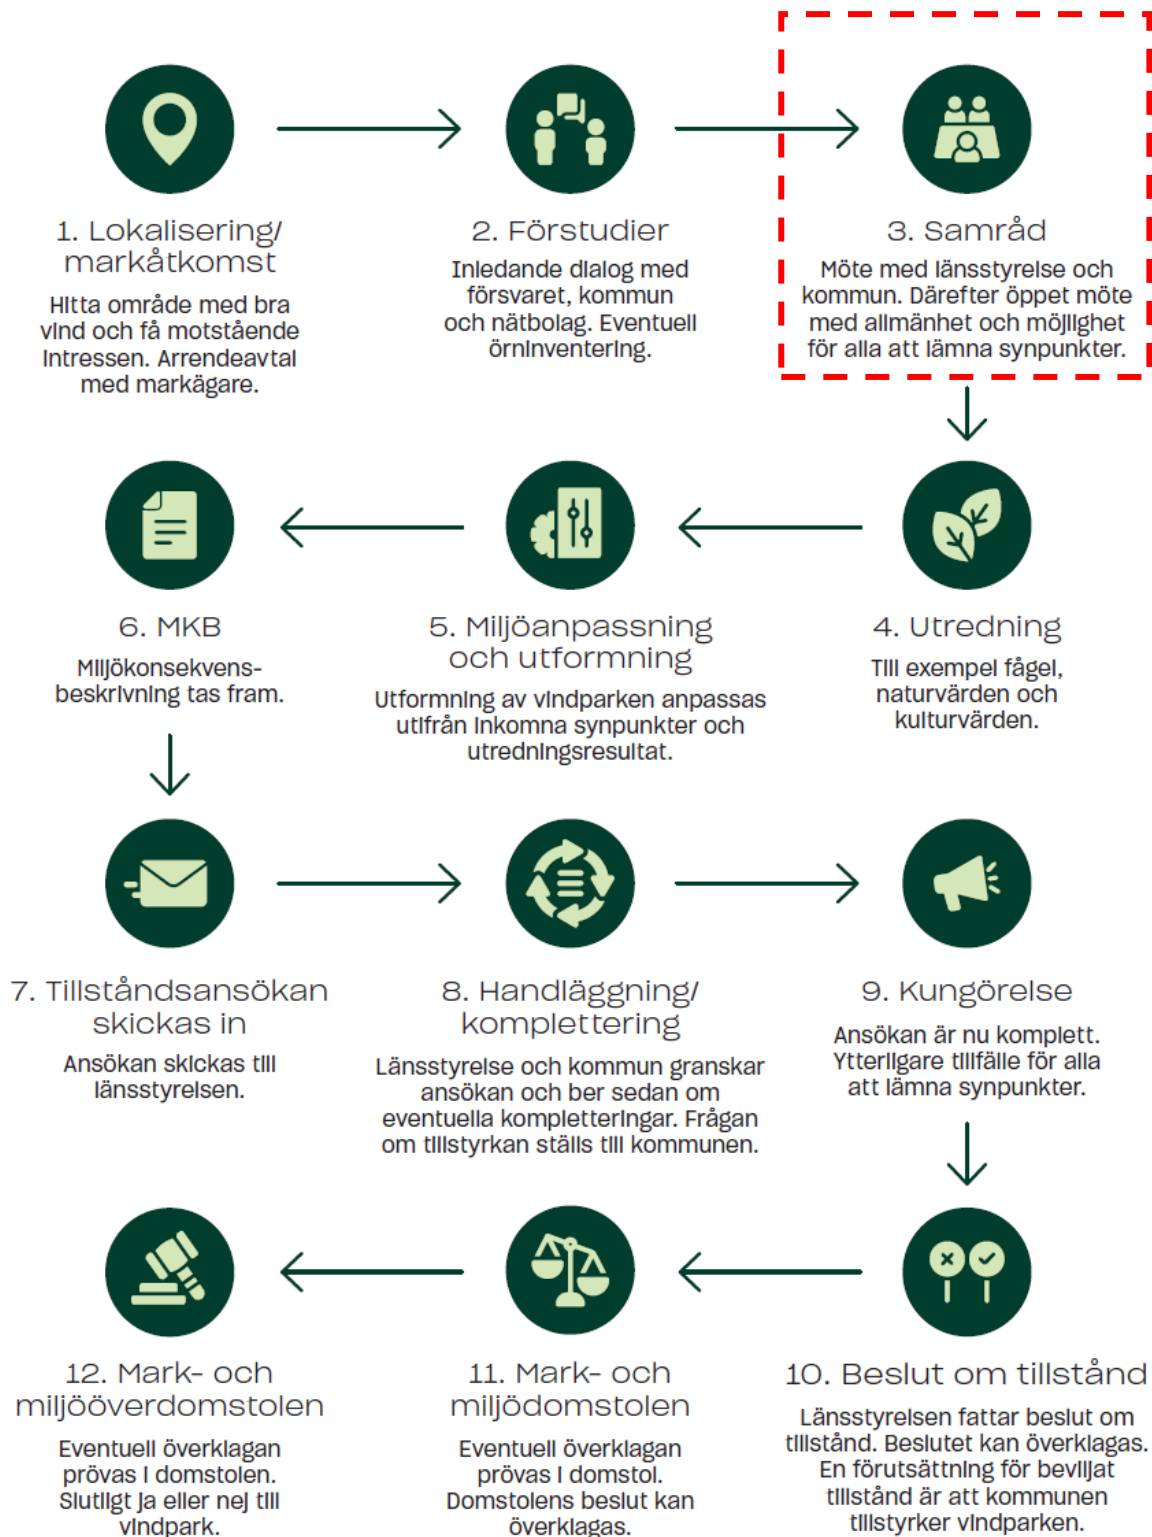 1. Lokalisering/
markåtkomst
Hitta område med bra
vind och få motstående
intressen. Arrendeavtal
med markägare.
2. Förstudier
Inledande dialog med
försvaret, kommun
och nätbolag. Eventuell
örninventering.
3. Samråd
Möte med länsstyrelse och
kommun. Därefter öppet möte
med allmänhet och möjlighet
för alla att lämna synpunkter.
4. Utredning
Till exempel fågel,
naturvärden och
kulturvärden.
5. Miljöanpassning
och utformning
Utformning av vindparken anpassas
utifrån inkomna synpunkter och
utredningsresultat.
6. MKB
Miljökonsekvens-
beskrivning tas fram.
7. Tillståndsansökan
skickas in
Ansökan skickas till
länsstyrelsen.
8. Handläggning/
komplettering
Länsstyrelse och kommun granskar
ansökan och ber sedan om
eventuella kompletteringar. Frågan
om tillstyrkan ställs till kommunen.
9. Kungörelse
Ansökan är nu komplett.
Ytterligare tillfälle för alla
att lämna synpunkter.
10. Beslut om tillstånd
Länsstyrelsen fattar beslut om
tillstånd. Beslutet kan överklagas.
En förutsättning för beviljat
tillstånd är att kommunen
tillstyrker vindparken.
11. Mark- och
miljödomstolen
Eventuell överklagan
prövas i domstol.
Domstolens beslut kan
överklagas.
12. Mark- och
miljööverdomstolen
Eventuell överklagan
prövas i domstolen.
Slutligt ja eller nej till
vindpark.